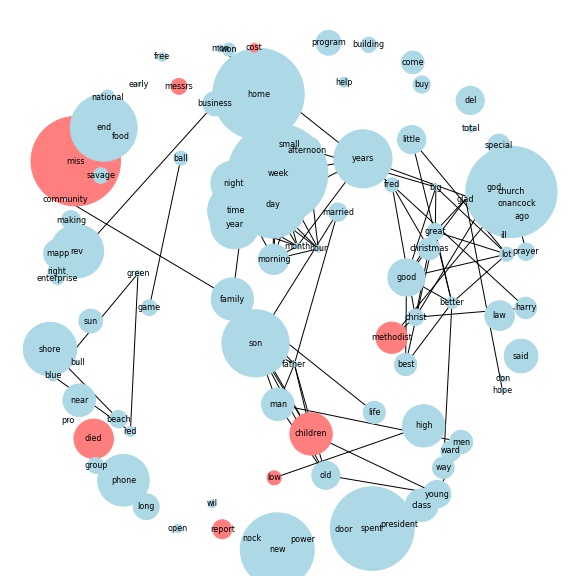 program
building
mon
won
cost
free
come
help
buy
early
messrs
home
national
business
del
total
end
food
little
special
small
afternoon
miss
ball
years
savage
week
right
fred
big
god
church
community
glad
onancock
day
time
married
ago
making
year
great
ill
month
hour
christmas
mapp
rev
lot
prayer
morning
right
enterprise
green
good
family
better
game
harry
christ
law
sun
methodist
son
shore
said
bull
father
best
blue
don
hope
near
man
life
pro
beach
high
red
children
died
men
ward
group
way
old
low
phone
young
wil
long
class
president
open
report
door
spent
nock
power
new